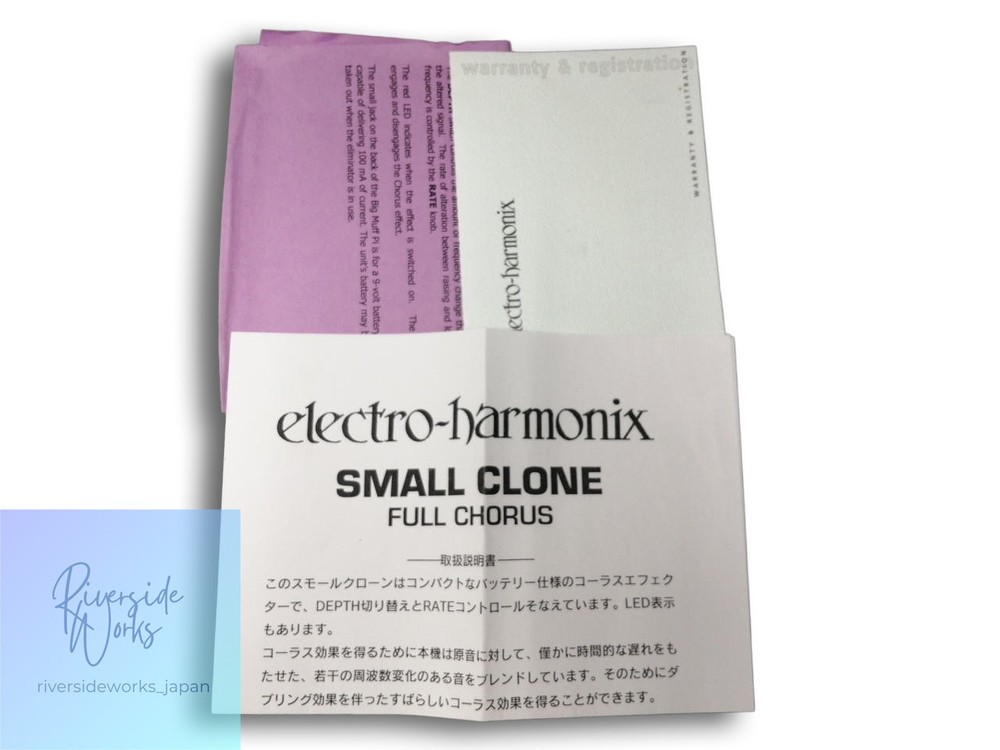 warranty & registration
WARRANTY & REGISTRATION
the altered signal. The rate of alteration between raising and
frequency is controlled by the RATE knob.
The red LED indicates when the effect is switched on. The
engages and disengages the Chorus effect.
The small jack on the back of the Big Muff Pi is for a 9-volt battery
capable of delivering 100 mA of current. The unit's battery may
taken out when the eliminator is in use.
electro-harmonix
electro-harmonix
SMALL CLONE
FULL CHORUS
取扱説明書
このスモールクローンはコンパクトなバッテリー仕様のコーラスエフェク
ターで、DEPTH切り替えとRATEコントロールそなえています。LED表示
もあります。
コーラス効果を得るために本機は原音に対して、僅かに時間的な遅れをも
たせた、若干の周波数変化のある音をブレンドしています。そのためにダ
ブリング効果を伴ったすばらしいコーラス効果を得ることができます。
Riverside
Works
riversideworks_japan